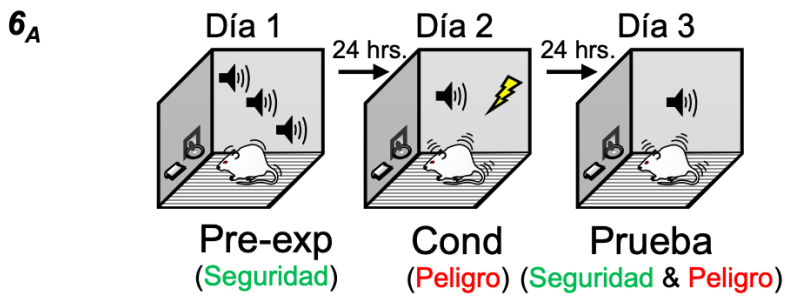 6A
Día 1 Día 2 Día 3
24 hrs. 24 hrs.
Pre-exp Cond Prueba
(Seguridad) (Peligro) (Seguridad & Peligro)